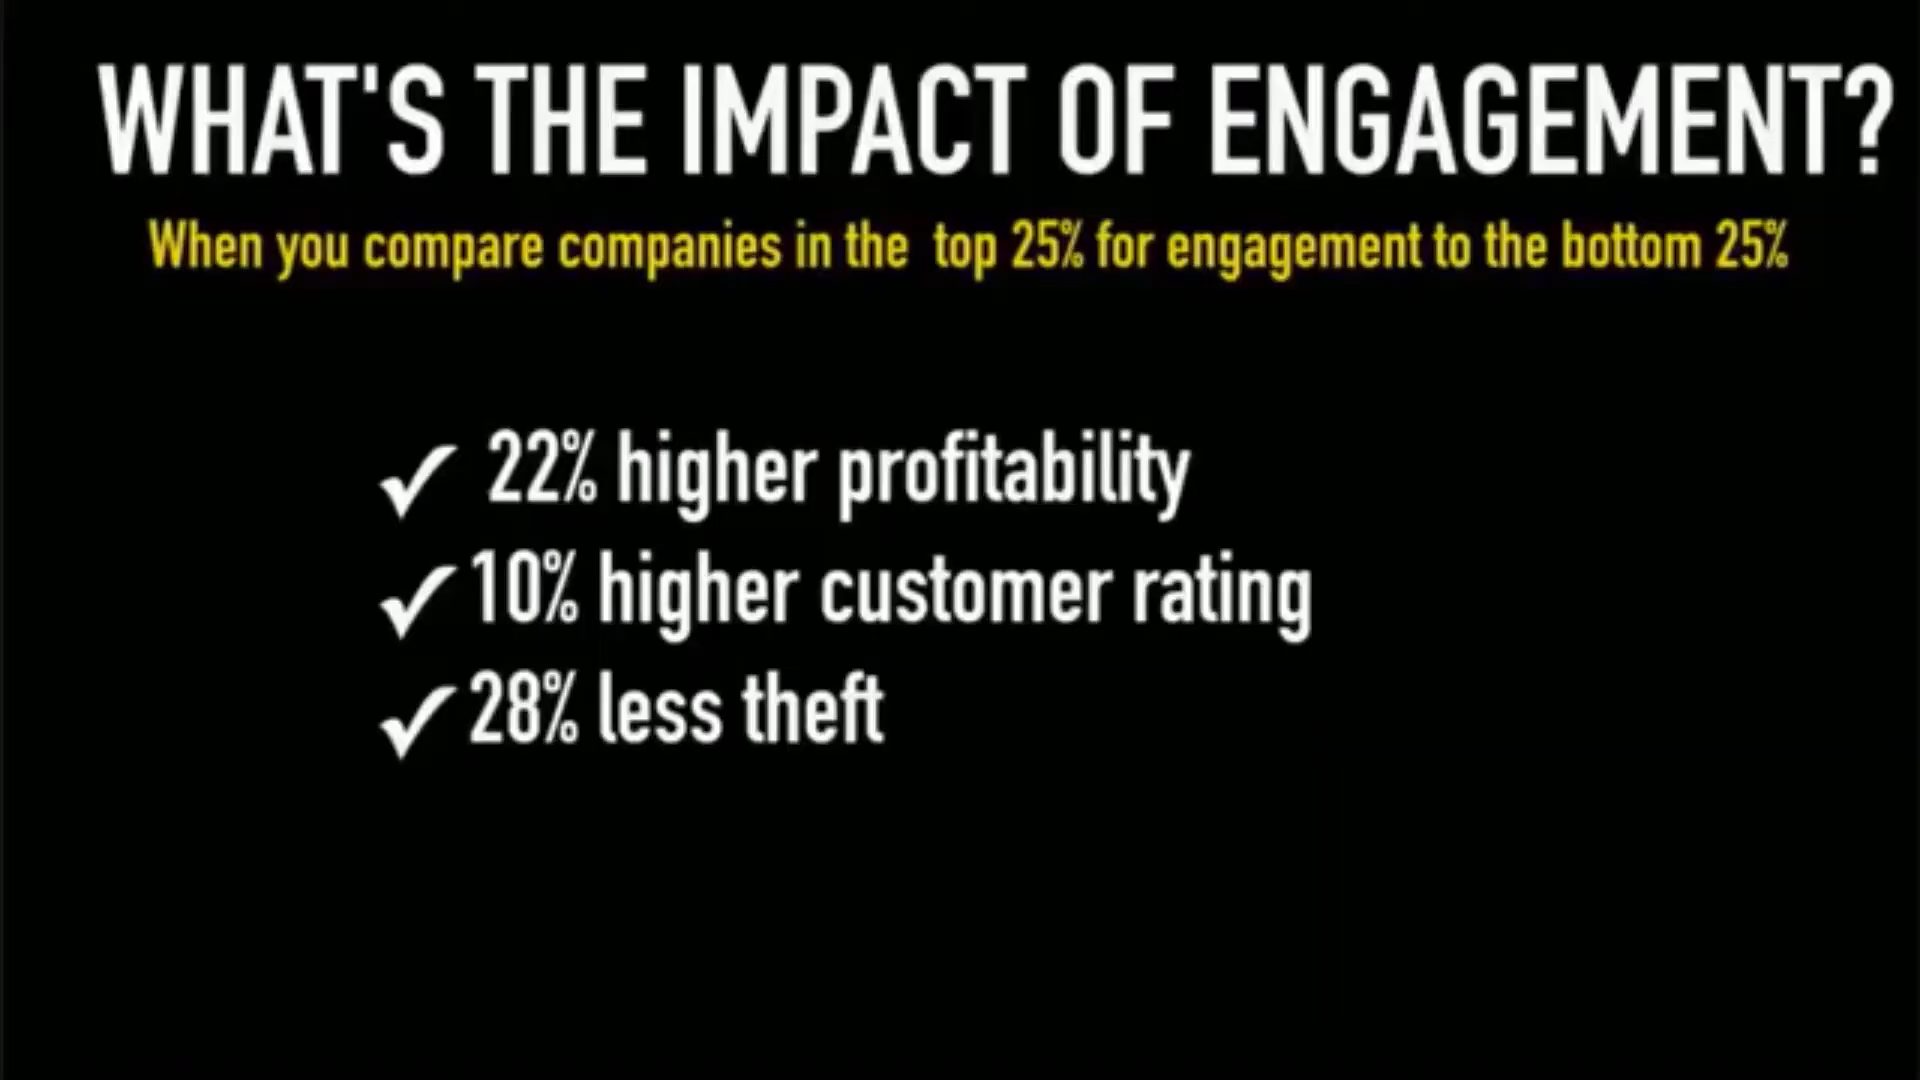 WHAT'S THE IMPACT OF ENGAGEMENT?
When you compare companies in the top 25% for engagement to the bottom 25%
✓ 22% higher profitability
✓ 10% higher customer rating
✓ 28% less theft